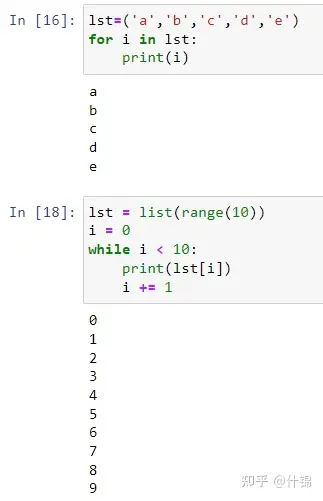 In [16]: lst=('a','b','c','d','e')
for i in lst:
    print(i)
a
b
c
d
e
In [18]: lst = list(range(10))
i = 0
while i < 10:
    print(lst[i])
    i += 1
0
1
2
3
4
5
6
7
8
9
知乎 @什锦